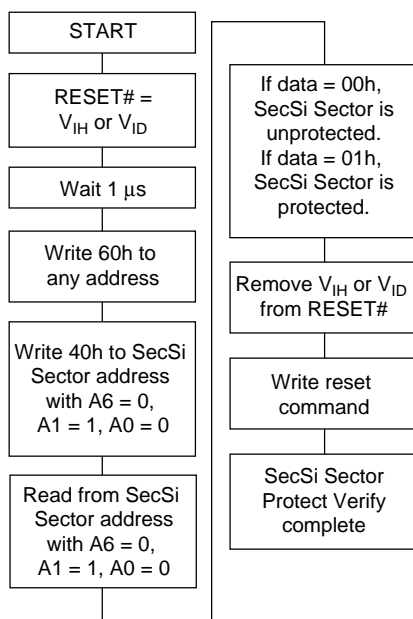 START
RESET# =
V_IH or V_ID
Wait 1 μs
Write 60h to
any address
Write 40h to SecSi
Sector address
with A6 = 0,
A1 = 1, A0 = 0
Read from SecSi
Sector address
with A6 = 0,
A1 = 1, A0 = 0
If data = 00h,
SecSi Sector is
unprotected.
If data = 01h,
SecSi Sector is
protected.
Remove V_IH or V_ID
from RESET#
Write reset
command
SecSi Sector
Protect Verify
complete